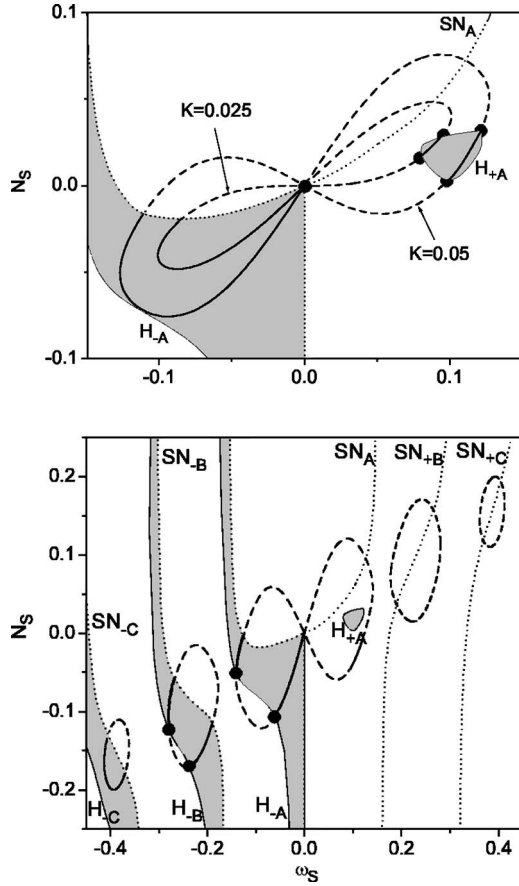 0.1
SN_A
K=0.025
N_S
0.0
H_+A
K=0.05
H_-A
-0.1
-0.1 0.0 0.1
SN_-B SN_A SN_+B SN_+C
0.2
0.1
N_S
0.0
H_+A
SN_-C
-0.1
-0.2
H_-C H_-B H_-A
-0.4 -0.2 0.0 0.2 0.4
ω_S